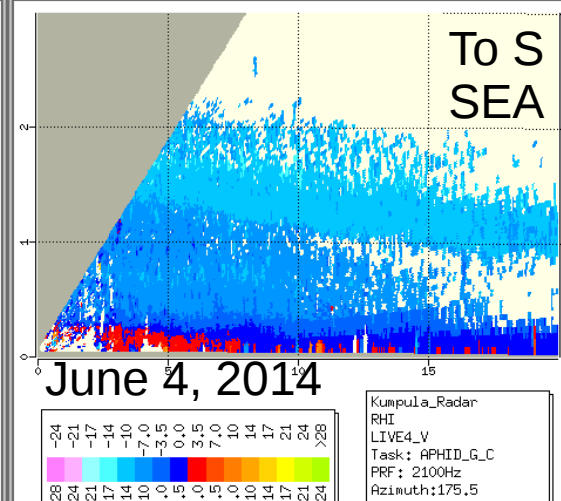 To S
SEA
2
1
0
0 5 10 15
June 4, 2014
-24 -21 -17 -14 -10 -7.0 -3.5 0.0 3.5 7.0 10 14 17 21 24 >28
Kumpula_Radar
RHI
LIVE4_V
Task: APHID_G_C
PRF: 2100Hz
Azimuth:175.5